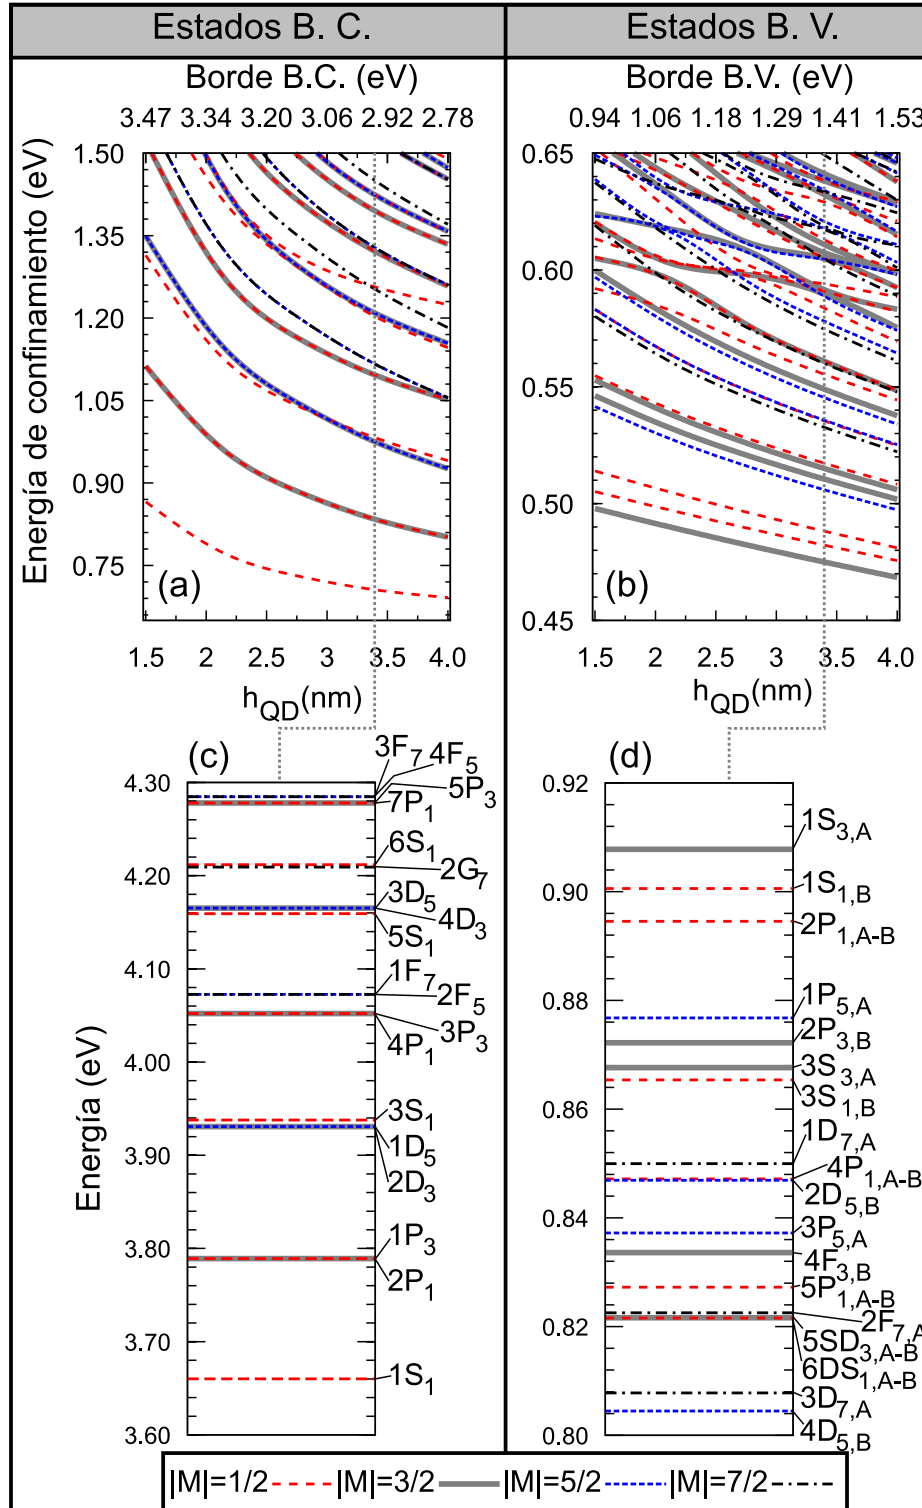 Estados B. C.
Estados B. V.
Borde B.C. (eV)
3.47 3.34 3.20 3.06 2.92 2.78
Energía de confinamiento (eV)
1.50
1.35
1.20
1.05
0.90
0.75
(a)
1.5 2 2.5 3 3.5 4.0
h_QD(nm)
Borde B.V. (eV)
0.94 1.06 1.18 1.29 1.41 1.53
0.65
0.60
0.55
0.50
0.45
(b)
1.5 2 2.5 3 3.5 4.0
h_QD(nm)
(c)
Energía (eV)
4.30
4.20
4.10
4.00
3.90
3.80
3.70
3.60
3F_7
4F_5
5P_3
7P_1
6S_1
2G_7
3D_5
4D_3
5S_1
1F_7
2F_5
3P_3
4P_1
3S_1
1D_5
2D_3
1P_3
2P_1
1S_1
(d)
0.92
0.90
0.88
0.86
0.84
0.82
0.80
1S_3,A
1S_1,B
2P_1,A-B
1P_5,A
2P_3,B
3S_3,A
3S_1,B
1D_7,A
4P_1,A-B
2D_5,B
3P_5,A
4F_3,B
5P_1,A-B
2F_7,A
5SD_3,A-B
6DS_1,A-B
3D_7,A
4D_5,B
|M|=1/2 |M|=3/2 |M|=5/2 |M|=7/2